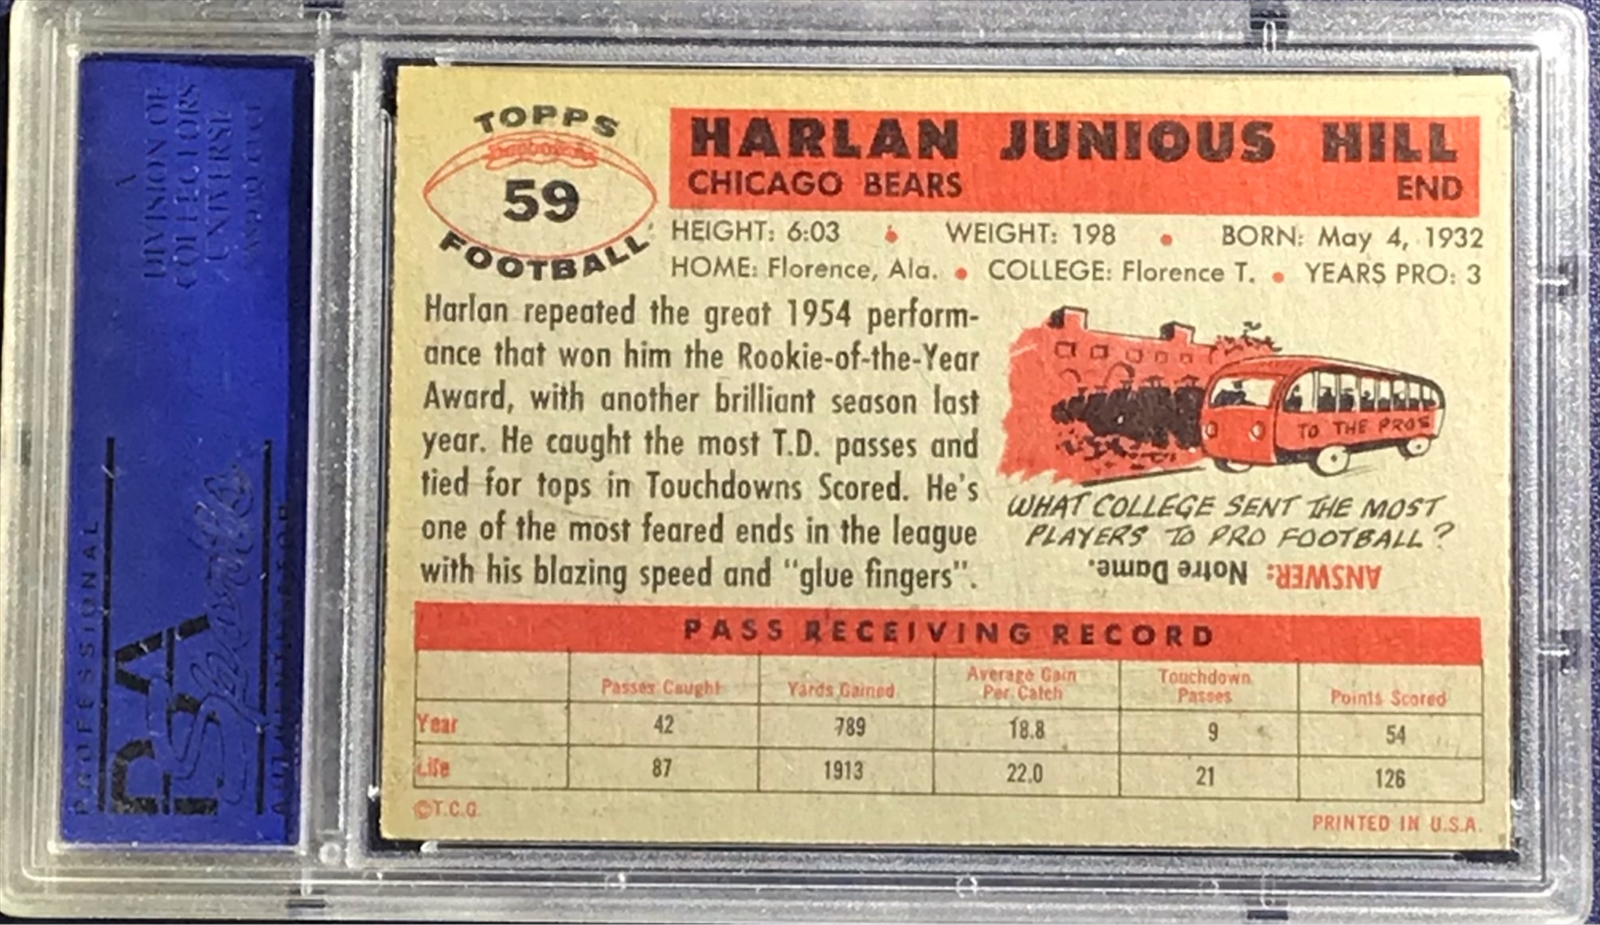 A
DIVISION OF
COLLECTORS
UNIVERSE
PROFESSIONAL
PSA
TOPPS
59
FOOTBALL
HARLAN JUNIOUS HILL
CHICAGO BEARS END
HEIGHT: 6:03 • WEIGHT: 198 • BORN: May 4, 1932
HOME: Florence, Ala. • COLLEGE: Florence T. • YEARS PRO: 3
Harlan repeated the great 1954 perform-
ance that won him the Rookie-of-the-Year
Award, with another brilliant season last
year. He caught the most T.D. passes and
tied for tops in Touchdowns Scored. He's
one of the most feared ends in the league
with his blazing speed and "glue fingers".
TO THE PROS
WHAT COLLEGE SENT THE MOST
PLAYERS TO PRO FOOTBALL?
ANSWER: Notre Dame.
PASS RECEIVING RECORD
Passes Caught Yards Gained Average Gain Per Catch Touchdown Passes Points Scored
Year 42 789 18.8 9 54
Life 87 1913 22.0 21 126
©T.C.G. PRINTED IN U.S.A.